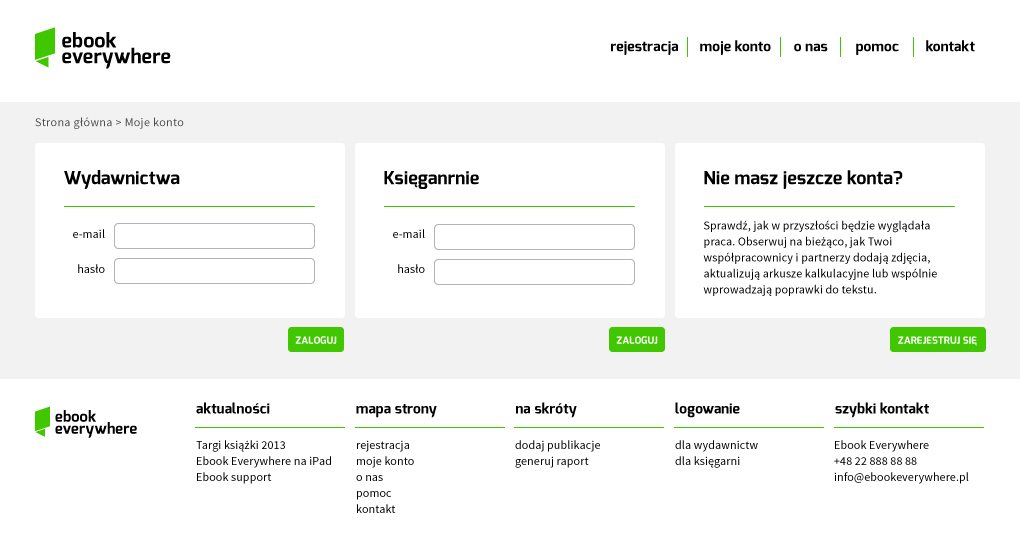 ebook
everywhere
rejestracja
moje konto
o nas
pomoc
kontakt
Strona główna > Moje konto
Wydawnictwa
e-mail
hasło
ZALOGUJ
Księganrnie
e-mail
hasło
ZALOGUJ
Nie masz jeszcze konta?
Sprawdź, jak w przyszłości będzie wyglądała
praca. Obserwuj na bieżąco, jak Twoi
współpracownicy i partnerzy dodają zdjęcia,
aktualizują arkusze kalkulacyjne lub wspólnie
wprowadzają poprawki do tekstu.
ZAREJESTRUJ SIĘ
ebook
everywhere
aktualności
Targi książki 2013
Ebook Everywhere na iPad
Ebook support
mapa strony
rejestracja
moje konto
o nas
pomoc
kontakt
na skróty
dodaj publikacje
generuj raport
logowanie
dla wydawnictw
dla księgarni
szybki kontakt
Ebook Everywhere
+48 22 888 88 88
info@ebookeverywhere.pl